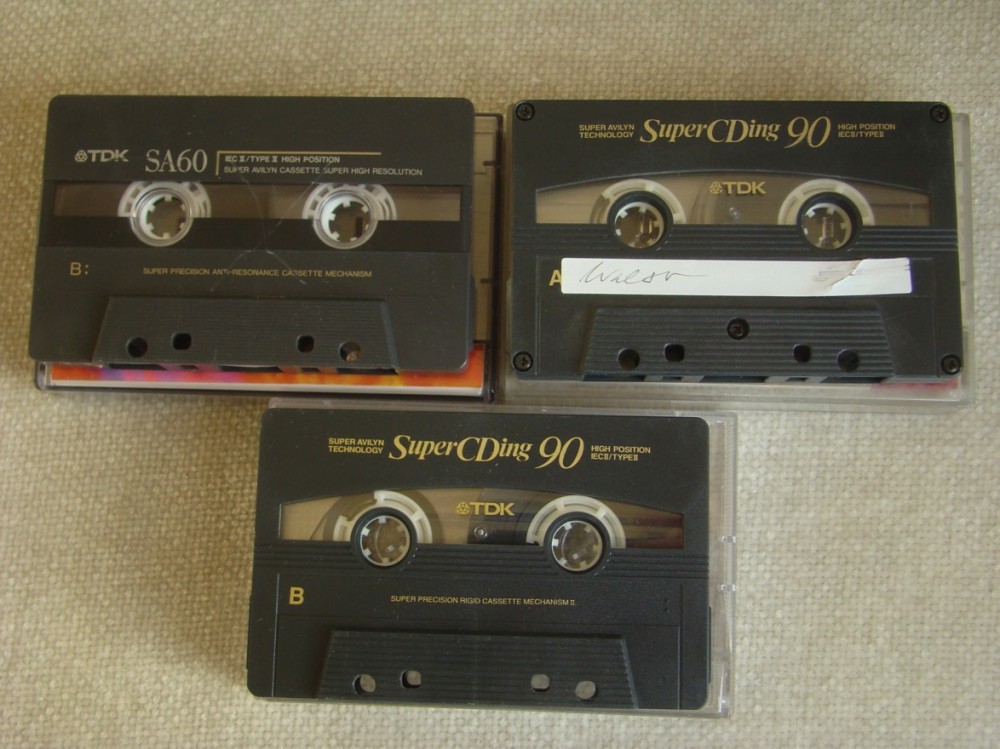 TDK SA60 IEC II/TYPE II HIGH POSITION
SUPER AVILYN CASSETTE SUPER HIGH RESOLUTION
B:
SUPER PRECISION ANTI-RESONANCE CASSETTE MECHANISM
SUPER AVILYN
TECHNOLOGY
SuperCDing 90
HIGH POSITION
IECII/TYPEII
TDK
A
SUPER AVILYN
TECHNOLOGY
SuperCDing 90
HIGH POSITION
IECII/TYPEII
TDK
B
SUPER PRECISION RIGID CASSETTE MECHANISM II